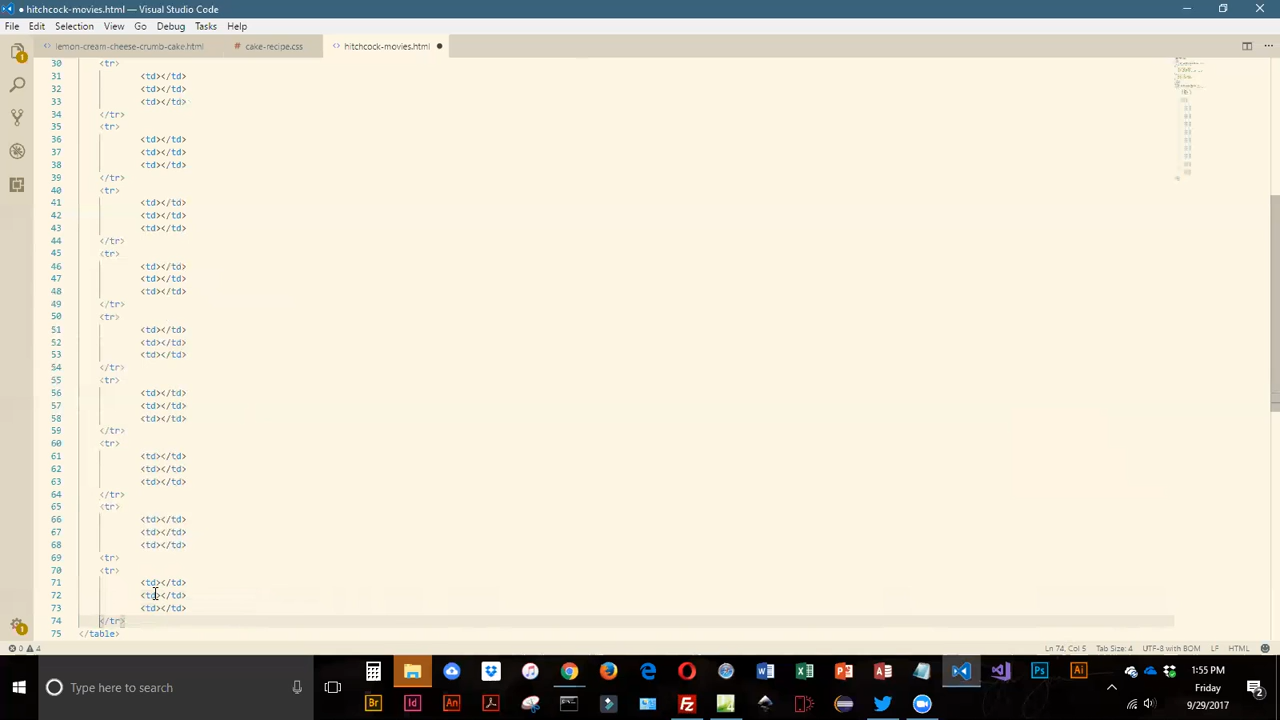 ● hitchcock-movies.html - Visual Studio Code
File Edit Selection View Go Debug Tasks Help
lemon-cream-cheese-crumb-cake.html # cake-recipe.css hitchcock-movies.html ●
30 <tr>
31 <td></td>
32 <td></td>
33 <td></td>
34 </tr>
35 <tr>
36 <td></td>
37 <td></td>
38 <td></td>
39 </tr>
40 <tr>
41 <td></td>
42 <td></td>
43 <td></td>
44 </tr>
45 <tr>
46 <td></td>
47 <td></td>
48 <td></td>
49 </tr>
50 <tr>
51 <td></td>
52 <td></td>
53 <td></td>
54 </tr>
55 <tr>
56 <td></td>
57 <td></td>
58 <td></td>
59 </tr>
60 <tr>
61 <td></td>
62 <td></td>
63 <td></td>
64 </tr>
65 <tr>
66 <td></td>
67 <td></td>
68 <td></td>
69 <tr>
70 <tr>
71 <td></td>
72 <td></td>
73 <td></td>
74 </tr>
75 </table>
0 4 Ln 74, Col 5 Tab Size: 4 UTF-8 with BOM LF HTML
Type here to search
1:55 PM
Friday
9/29/2017
2